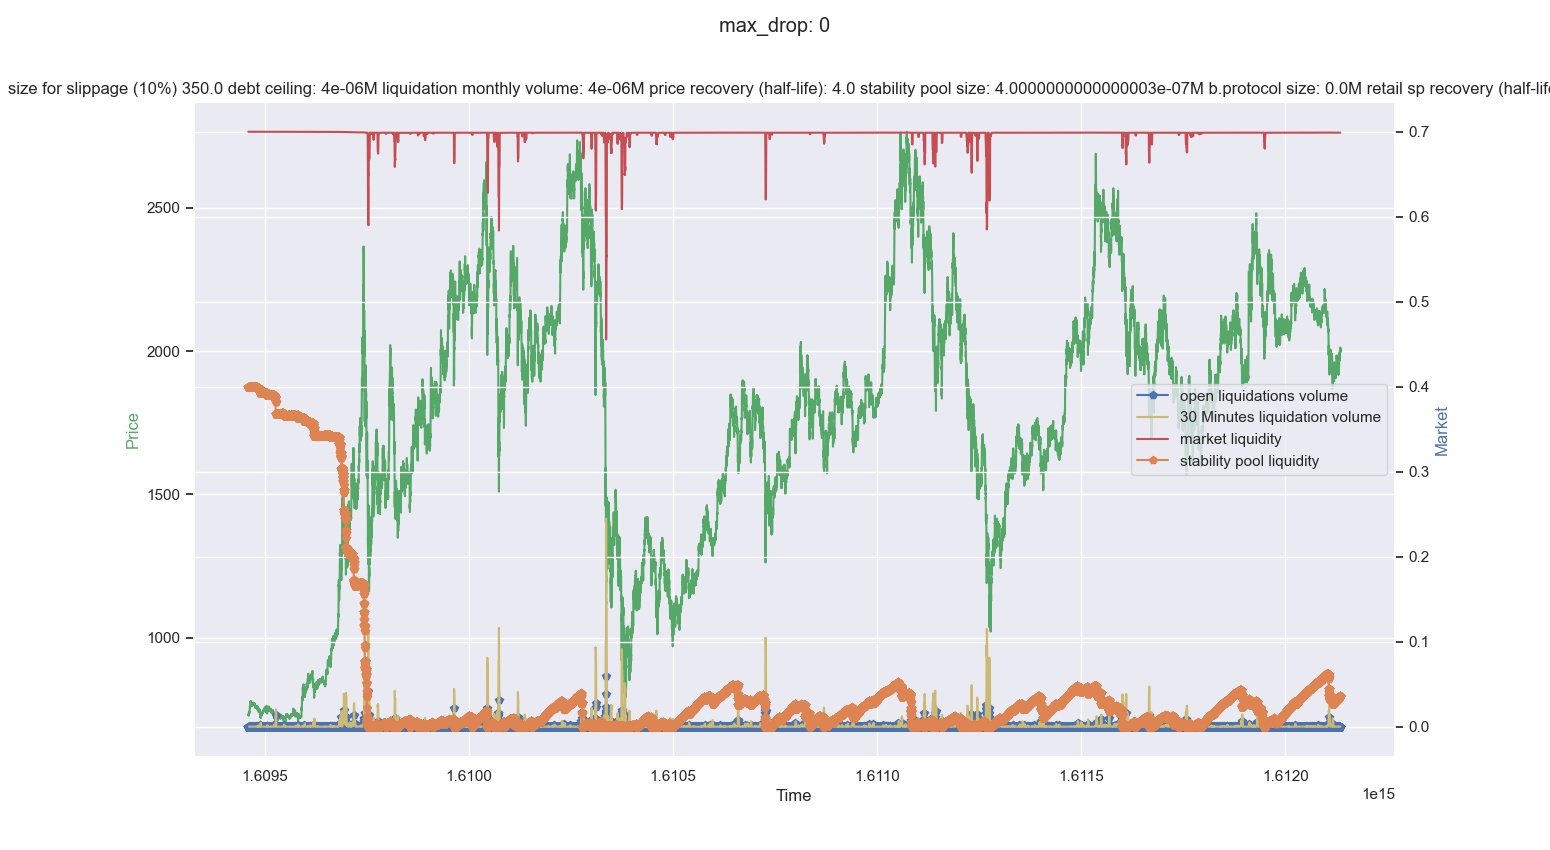 max_drop: 0
size for slippage (10%) 350.0 debt ceiling: 4e-06M liquidation monthly volume: 4e-06M price recovery (half-life): 4.0 stability pool size: 4.0000000000000003e-07M b.protocol size: 0.0M retail sp recovery (half-life
Price
2500
2000
1500
1000
0.7
0.6
0.5
0.4
0.3
0.2
0.1
0.0
Market
open liquidations volume
30 Minutes liquidation volume
market liquidity
stability pool liquidity
1.6095
1.6100
1.6105
1.6110
1.6115
1.6120
Time
1e15